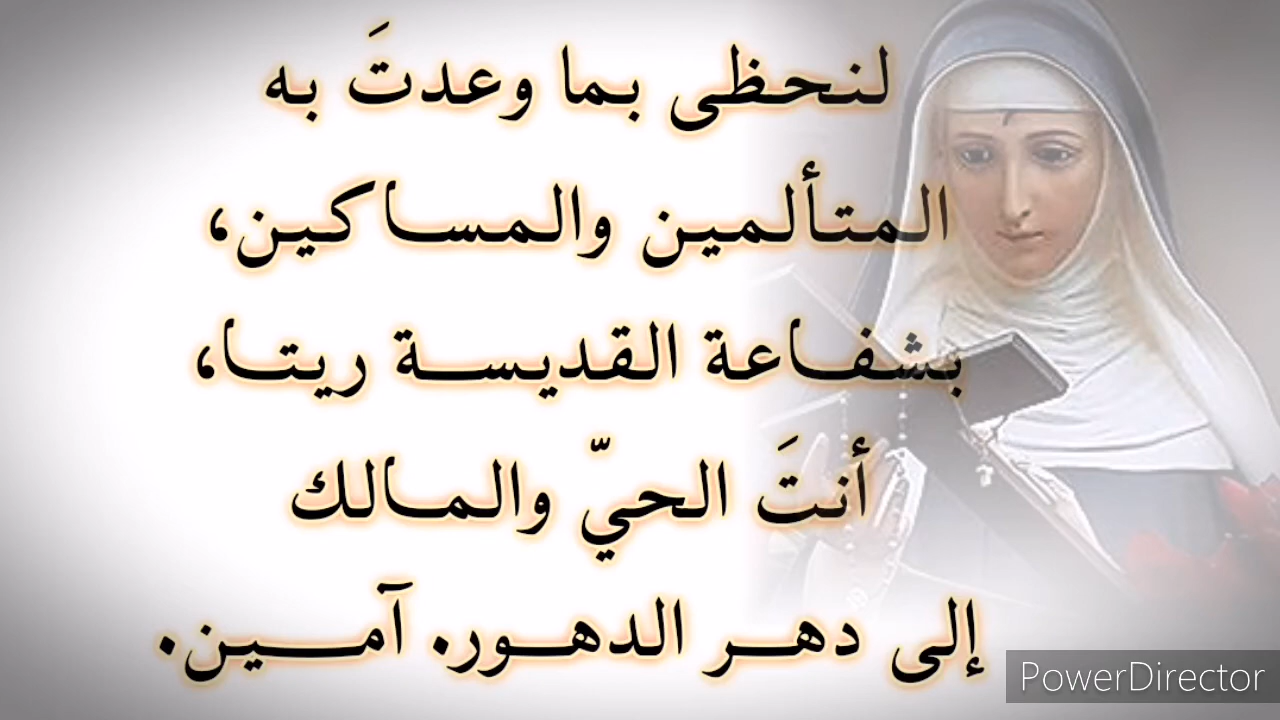 لنحظى بما وعدتَ به
المتألمين والمساكين،
بشفاعة القديسة ريتا،
أنتَ الحيّ والمالك
إلى دهر الدهور. آمين.
PowerDirector